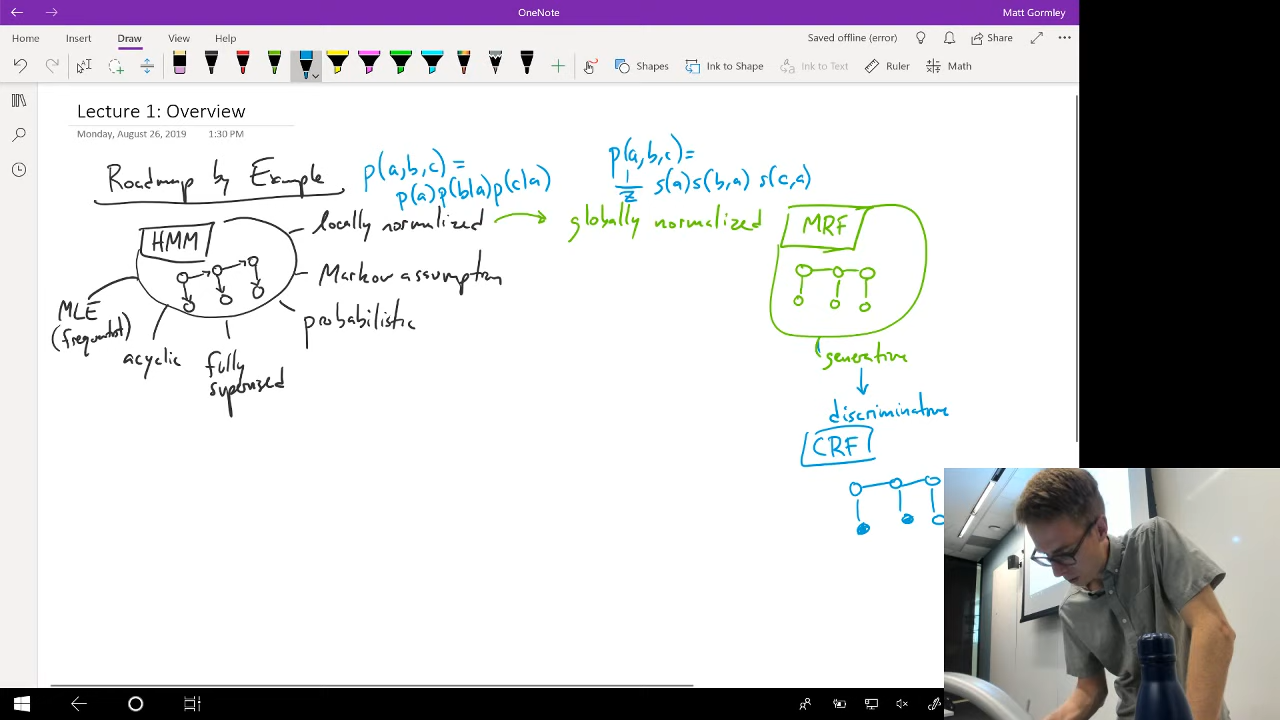 OneNote
Matt Gormley
Home Insert Draw View Help
Saved offline (error)
Share
Shapes
Ink to Shape
Ink to Text
Ruler
Math
Lecture 1: Overview
Monday, August 26, 2019 1:30 PM
Roadmap by Example
p(a,b,c) =
p(a)p(b|a)p(c|a)
p(a,b,c)=
1/Z s(a)s(b,a) s(c,a)
locally normalized
globally normalized
HMM
MRF
Markov assumption
probabilistic
MLE
(frequentist)
acyclic
fully
supervised
generative
discriminative
CRF